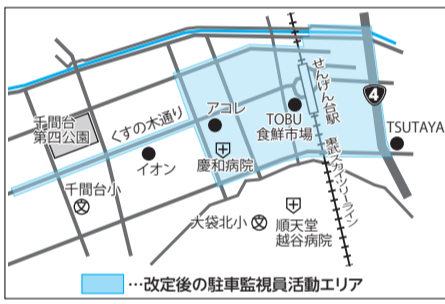 せんげん台駅
4
千間台
第四公園
くすの木通り
アコレ
TOBU
食鮮市場
TSUTAYA
イオン
慶和病院
東武スカイツリーライン
千間台小
文
大袋北小
文
順天堂
越谷病院
…改定後の駐車監視員活動エリア